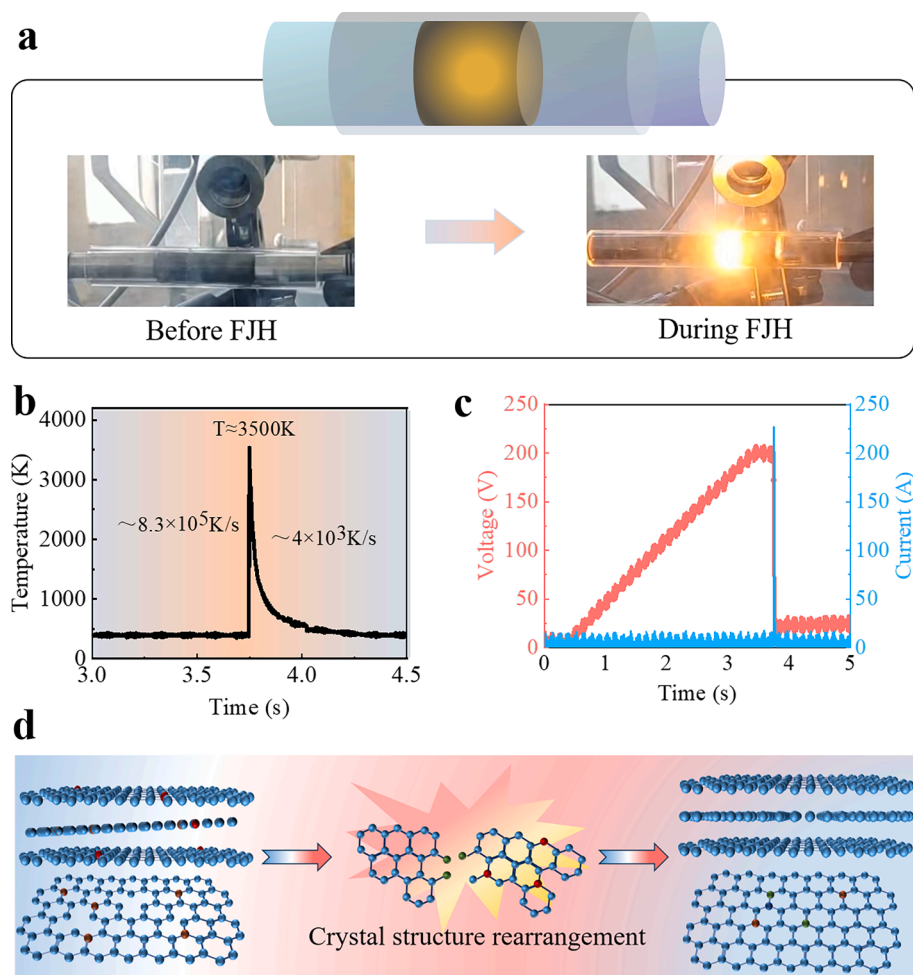 a
Before FJH
During FJH
b
4000
3000
2000
1000
0
Temperature (K)
T≈3500K
～8.3×10⁵K/s
～4×10³K/s
3.0
3.5
4.0
4.5
Time (s)
c
250
200
150
100
50
0
Voltage (V)
250
200
150
100
50
0
Current (A)
0
1
2
3
4
5
Time (s)
d
Crystal structure rearrangement